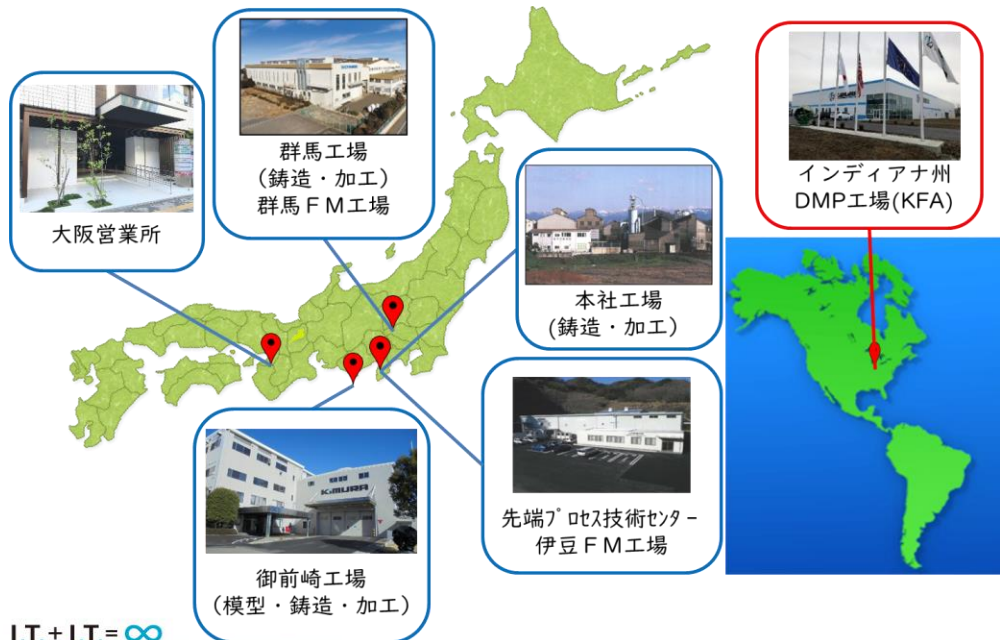 群馬工場
(鋳造・加工)
群馬FM工場
大阪営業所
インディアナ州
DMP工場(KFA)
本社工場
(鋳造・加工)
先端ﾌﾟﾛｾｽ技術ｾﾝﾀｰ
伊豆FM工場
KIMURA
御前崎工場
(模型・鋳造・加工)
I.T.+I.T.=∞